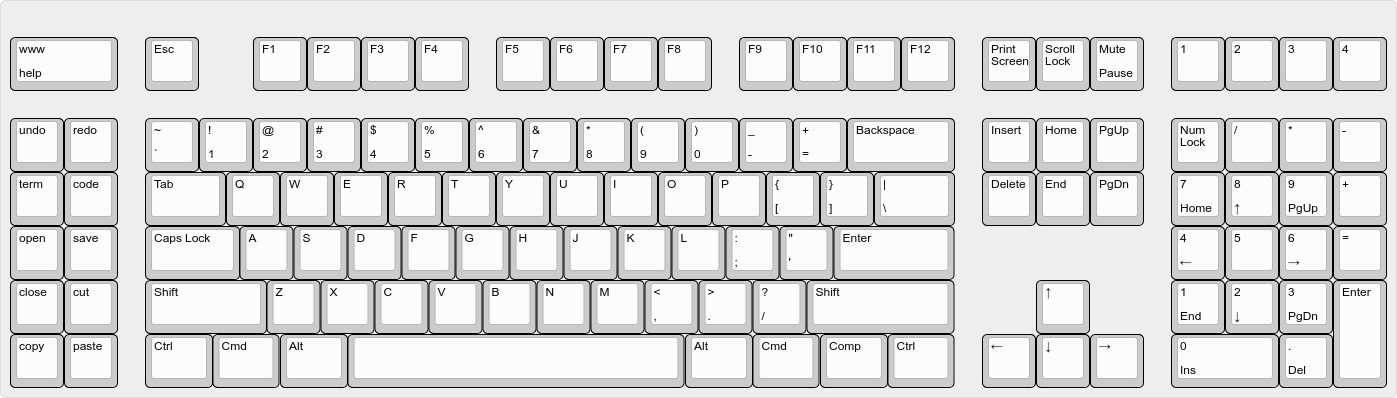 www Esc F1 F2 F3 F4 F5 F6 F7 F8 F9 F10 F11 F12 Print Scroll Mute 1 2 3 4
Screen Lock
help Pause
undo redo ~ ! @ # $ % ^ & * ( ) _ + Backspace Insert Home PgUp Num / * -
Lock
` 1 2 3 4 5 6 7 8 9 0 - =
term code Tab Q W E R T Y U I O P { } | Delete End PgDn 7 8 9 +
[ ] \ Home ↑ PgUp
open save Caps Lock A S D F G H J K L : " Enter 4 5 6 =
; ' ← →
close cut Shift Z X C V B N M < > ? Shift ↑ 1 2 3 Enter
, . / End ↓ PgDn
copy paste Ctrl Cmd Alt Alt Cmd Comp Ctrl ← ↓ → 0 .
Ins Del